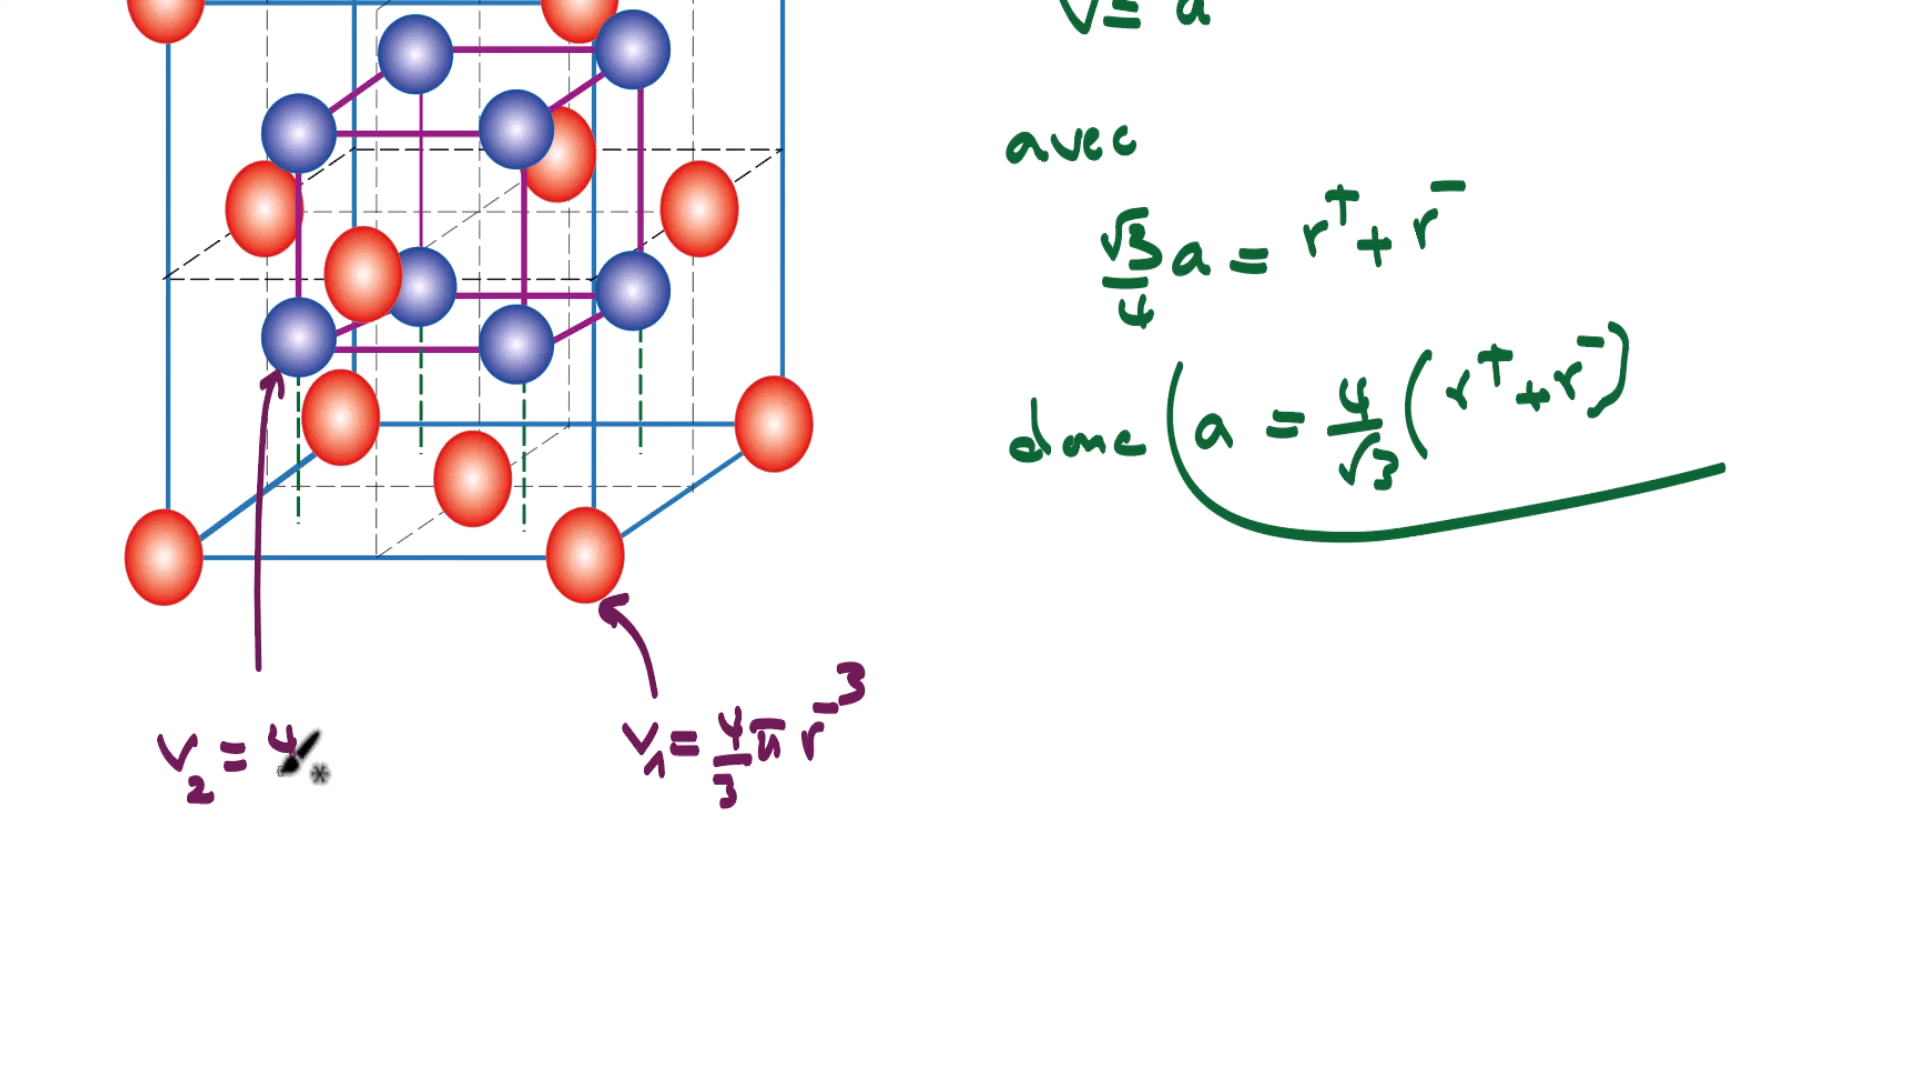 V = a
avec
√3/4 a = r⁺ + r⁻
donc a = 4/√3 (r⁺ + r⁻)
V₂ = 4
V₁ = 4/3 π r⁻³